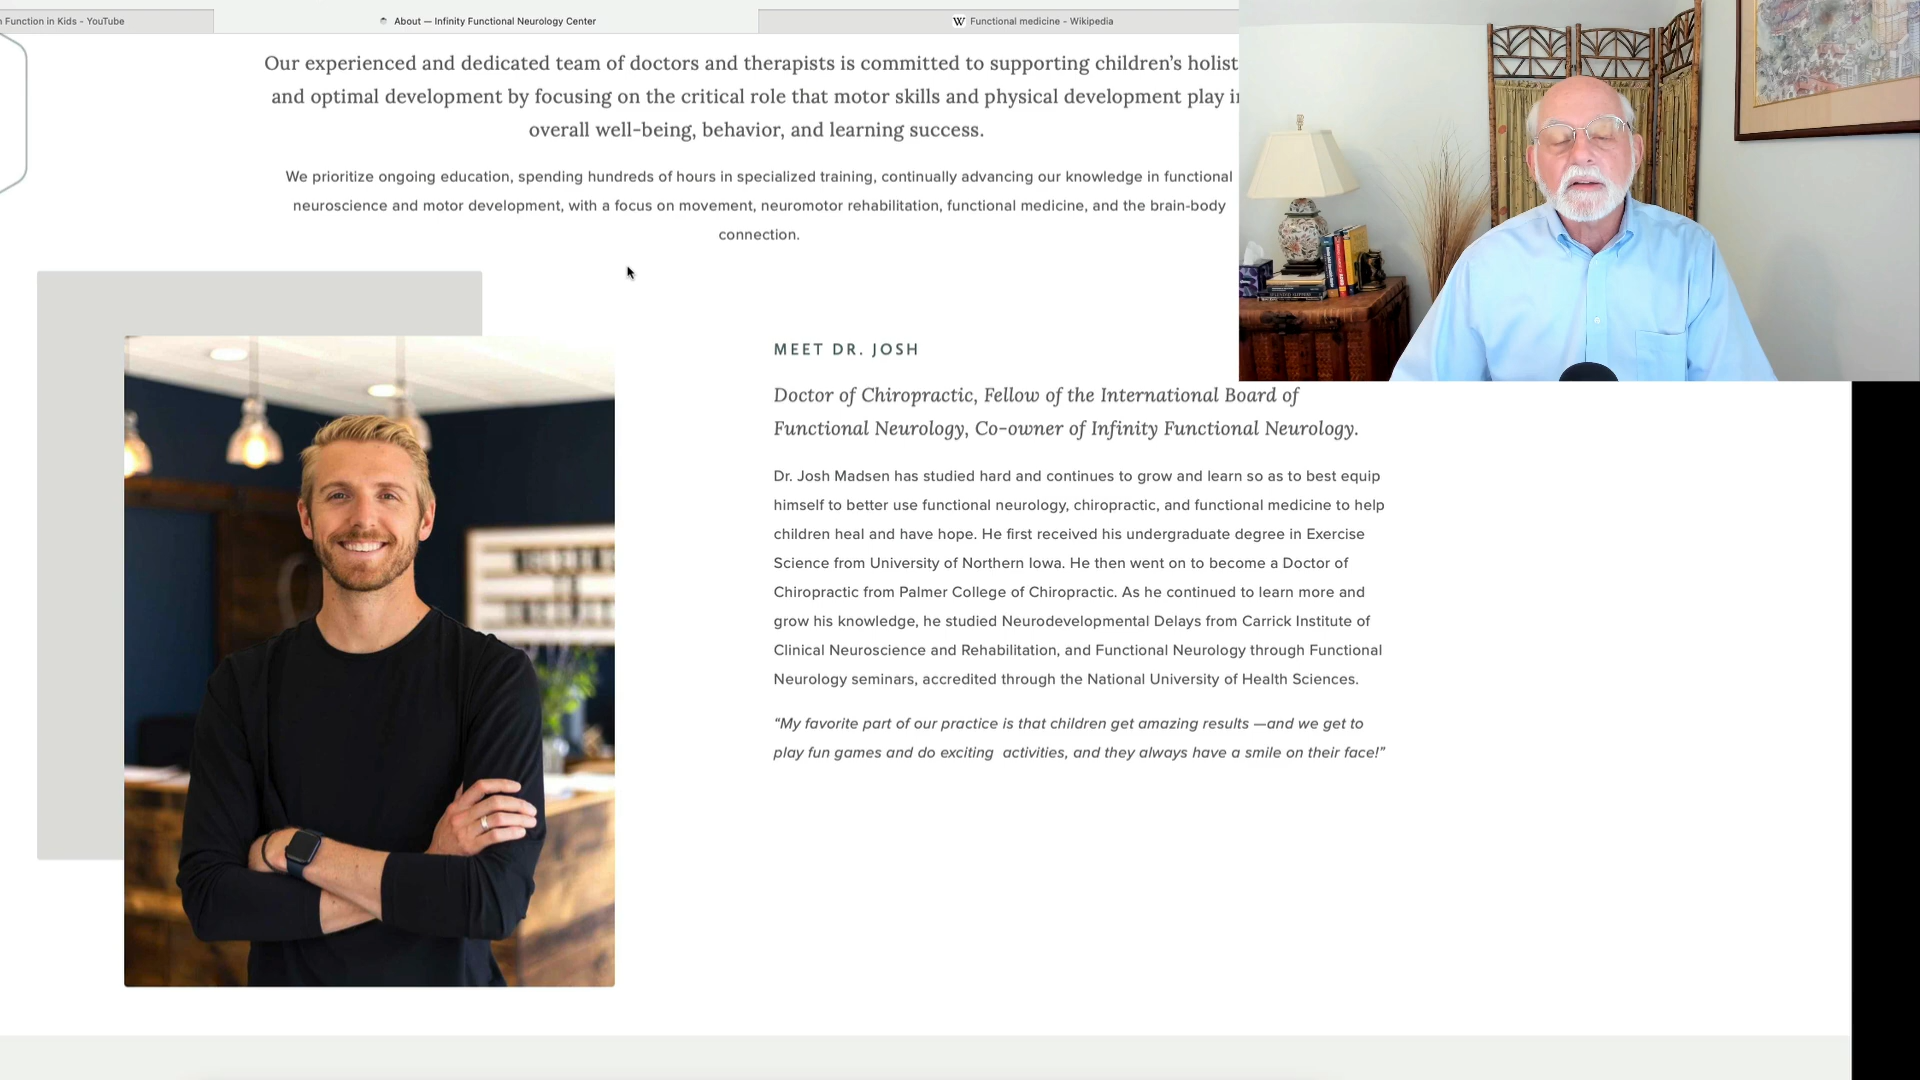 n Function in Kids - YouTube
About — Infinity Functional Neurology Center
W Functional medicine - Wikipedia
Our experienced and dedicated team of doctors and therapists is committed to supporting children’s holist
and optimal development by focusing on the critical role that motor skills and physical development play i
overall well-being, behavior, and learning success.
We prioritize ongoing education, spending hundreds of hours in specialized training, continually advancing our knowledge in functional
neuroscience and motor development, with a focus on movement, neuromotor rehabilitation, functional medicine, and the brain-body
connection.
MEET DR. JOSH
Doctor of Chiropractic, Fellow of the International Board of
Functional Neurology, Co-owner of Infinity Functional Neurology.
Dr. Josh Madsen has studied hard and continues to grow and learn so as to best equip
himself to better use functional neurology, chiropractic, and functional medicine to help
children heal and have hope. He first received his undergraduate degree in Exercise
Science from University of Northern Iowa. He then went on to become a Doctor of
Chiropractic from Palmer College of Chiropractic. As he continued to learn more and
grow his knowledge, he studied Neurodevelopmental Delays from Carrick Institute of
Clinical Neuroscience and Rehabilitation, and Functional Neurology through Functional
Neurology seminars, accredited through the National University of Health Sciences.
“My favorite part of our practice is that children get amazing results —and we get to
play fun games and do exciting  activities, and they always have a smile on their face!”